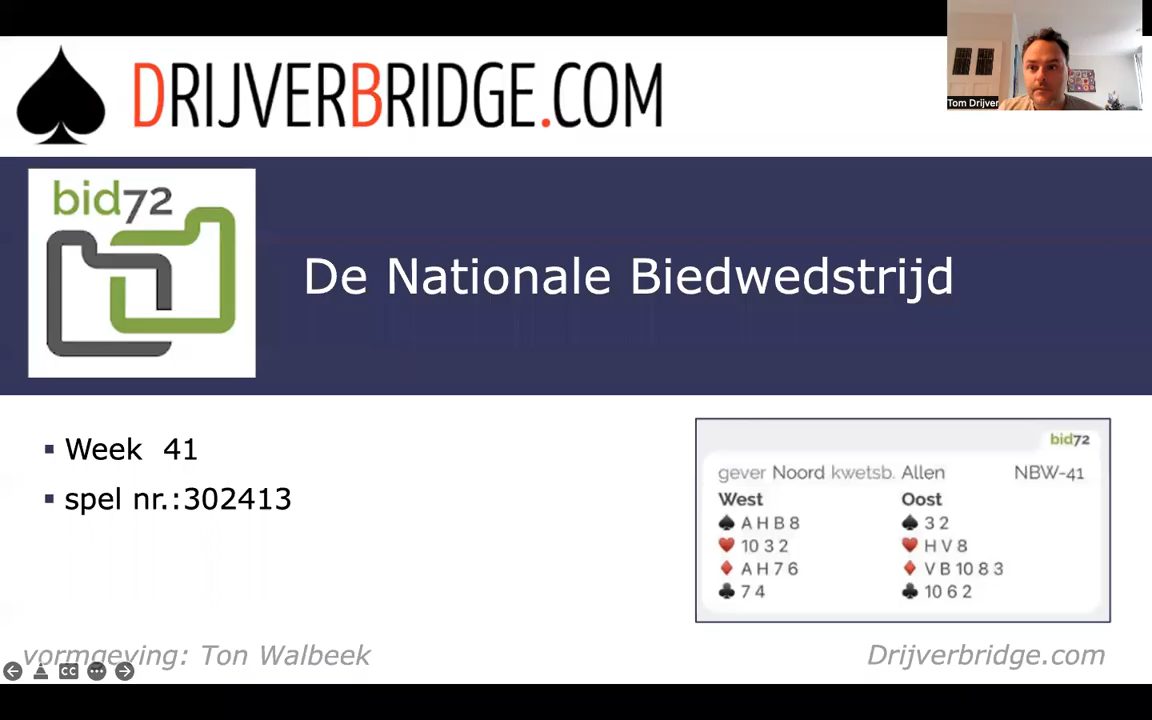 Tom Drijver
DRIJVERBRIDGE.COM
bid72
De Nationale Biedwedstrijd
▪ Week 41
▪ spel nr.:302413
bid72
gever Noord kwetsb. Allen NBW-41
West Oost
♠ A H B 8 ♠ 3 2
♥ 10 3 2 ♥ H V 8
♦ A H 7 6 ♦ V B 10 8 3
♣ 7 4 ♣ 10 6 2
vormgeving: Ton Walbeek Drijverbridge.com
CC